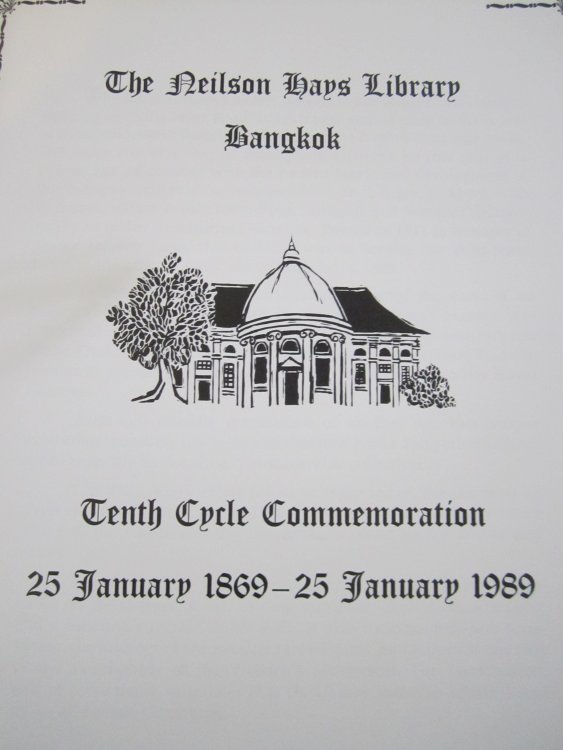 The Neilson Hays Library
Bangkok
Tenth Cycle Commemoration
25 January 1869–25 January 1989